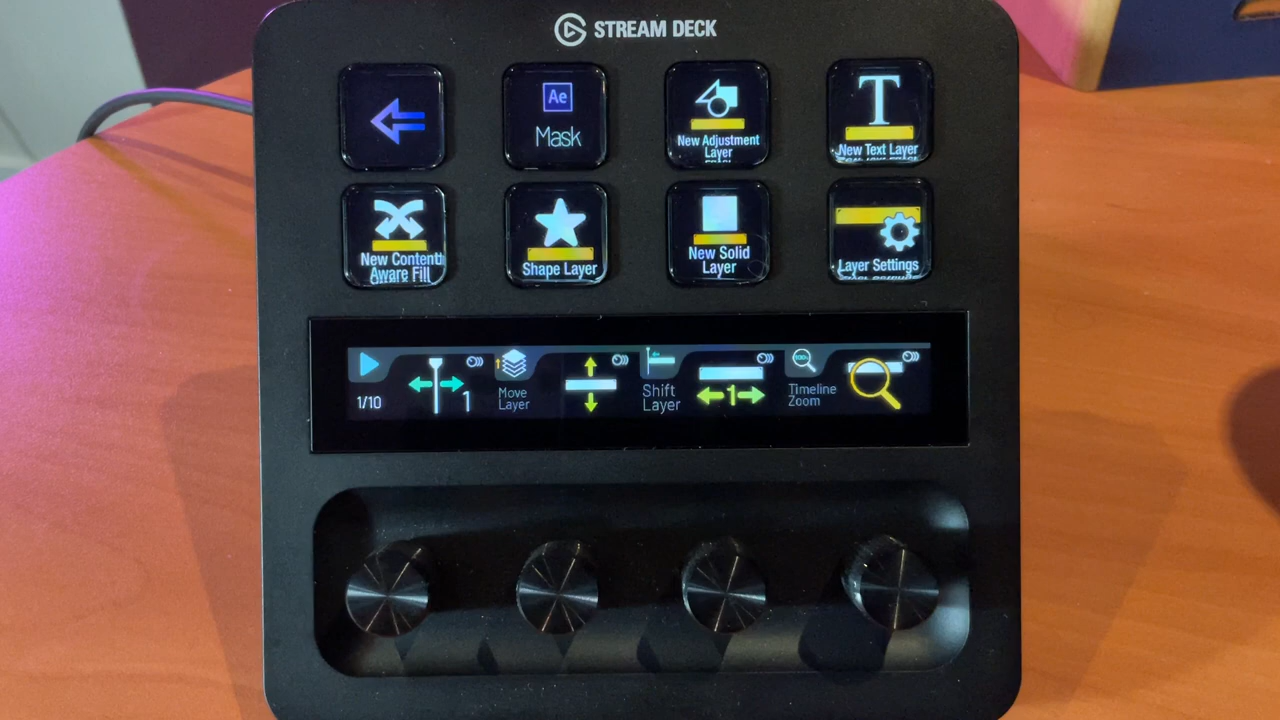 STREAM DECK
Ae
Mask
New Adjustment
Layer
New Text Layer
New Content
Aware Fill
Shape Layer
New Solid
Layer
Layer Settings
1/10
1
Move
Layer
Shift
Layer
1
100%
Timeline
Zoom